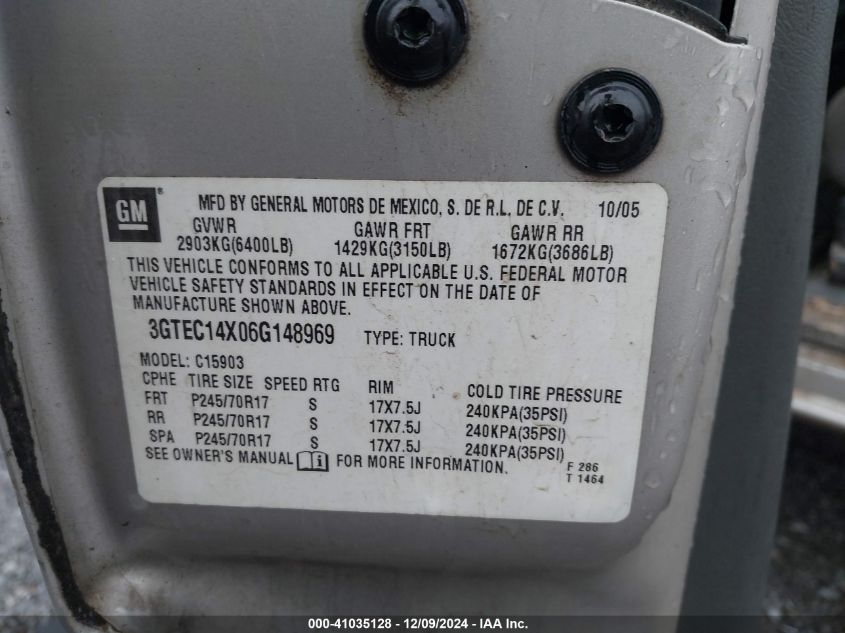 GM ® MFD BY GENERAL MOTORS DE MEXICO, S. DE R.L. DE C.V. 10/05
GVWR GAWR FRT GAWR RR
2903KG(6400LB) 1429KG(3150LB) 1672KG(3686LB)
THIS VEHICLE CONFORMS TO ALL APPLICABLE U.S. FEDERAL MOTOR
VEHICLE SAFETY STANDARDS IN EFFECT ON THE DATE OF
MANUFACTURE SHOWN ABOVE.
3GTEC14X06G148969 TYPE: TRUCK
MODEL: C15903
CPHE TIRE SIZE SPEED RTG RIM COLD TIRE PRESSURE
FRT P245/70R17 S 17X7.5J 240KPA(35PSI)
RR P245/70R17 S 17X7.5J 240KPA(35PSI)
SPA P245/70R17 S 17X7.5J 240KPA(35PSI)
SEE OWNER'S MANUAL i FOR MORE INFORMATION.
F 286
T 1464
000-41035128 - 12/09/2024 - IAA Inc.